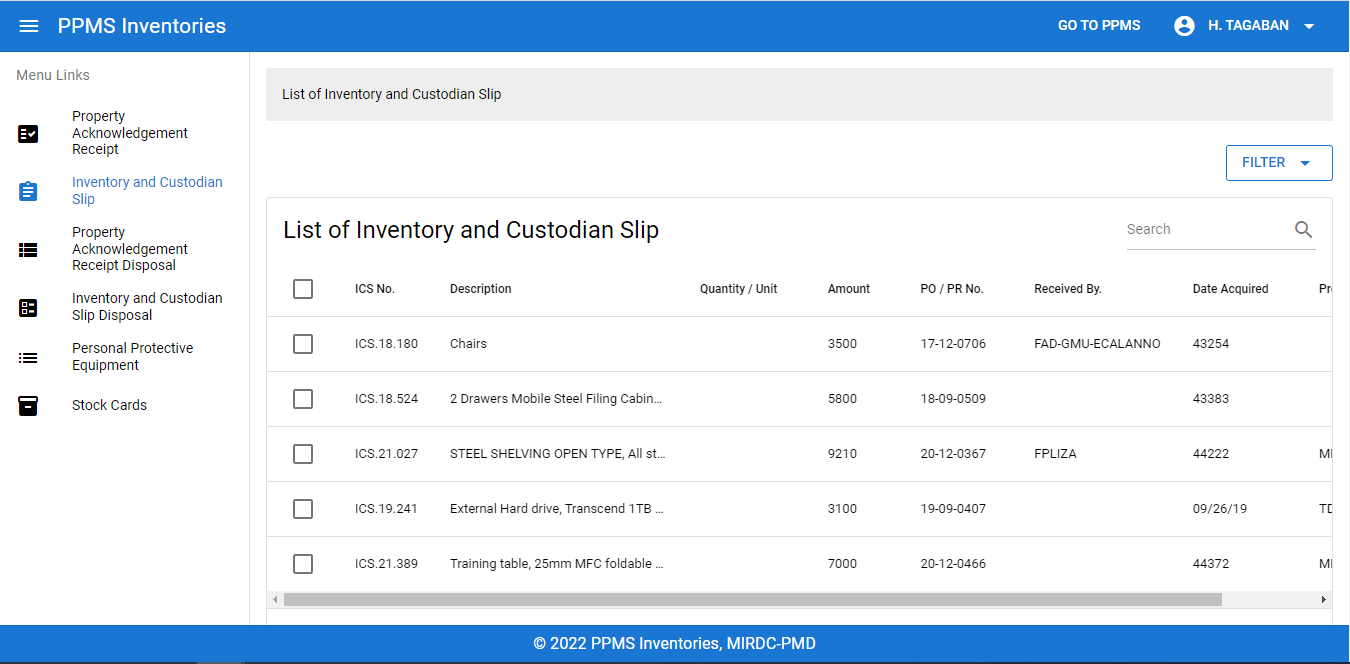 PPMS Inventories
GO TO PPMS
H. TAGABAN
Menu Links
Property
Acknowledgement
Receipt
Inventory and Custodian
Slip
Property
Acknowledgement
Receipt Disposal
Inventory and Custodian
Slip Disposal
Personal Protective
Equipment
Stock Cards
List of Inventory and Custodian Slip
FILTER
List of Inventory and Custodian Slip
Search
ICS No. Description Quantity / Unit Amount PO / PR No. Received By. Date Acquired
ICS.18.180 Chairs 3500 17-12-0706 FAD-GMU-ECALANNO 43254
ICS.18.524 2 Drawers Mobile Steel Filing Cabin... 5800 18-09-0509 43383
ICS.21.027 STEEL SHELVING OPEN TYPE, All st... 9210 20-12-0367 FPLIZA 44222
ICS.19.241 External Hard drive, Transcend 1TB ... 3100 19-09-0407 09/26/19
ICS.21.389 Training table, 25mm MFC foldable ... 7000 20-12-0466 44372
© 2022 PPMS Inventories, MIRDC-PMD